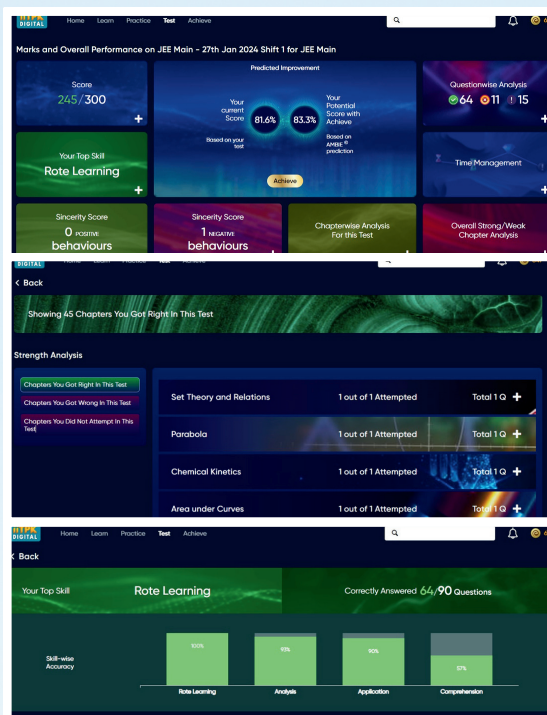 DIGITAL
Home Learn Practice Test Achieve
Marks and Overall Performance on JEE Main - 27th Jan 2024 Shift 1 for JEE Main
Score
245/300
Your Top Skill
Rote Learning
Predicted Improvement
Your current Score
81.6%
83.3%
Your Potential Score with Achieve
Based on your test
Based on AMBIE © prediction
Achieve
Questionwise Analysis
64 11 15
Time Management
Sincerity Score
0 POSITIVE
behaviours
Sincerity Score
1 NEGATIVE
behaviours
Chapterwise Analysis
For this Test
Overall Strong/Weak
Chapter Analysis
DIGITAL
Home Learn Practice Test Achieve
< Back
Showing 45 Chapters You Got Right In This Test
Strength Analysis
Chapters You Got Right In This Test
Chapters You Got Wrong In This Test
Chapters You Did Not Attempt In This
Test
Set Theory and Relations 1 out of 1 Attempted Total 1 Q +
Parabola 1 out of 1 Attempted Total 1 Q +
Chemical Kinetics 1 out of 1 Attempted Total 1 Q +
Area under Curves 1 out of 1 Attempted Total 1 Q +
DIGITAL
Home Learn Practice Test Achieve
< Back
Your Top Skill Rote Learning Correctly Answered 64/90 Questions
Skill-wise
Accuracy
100% 93% 90% 57%
Rote Learning Analysis Application Comprehension